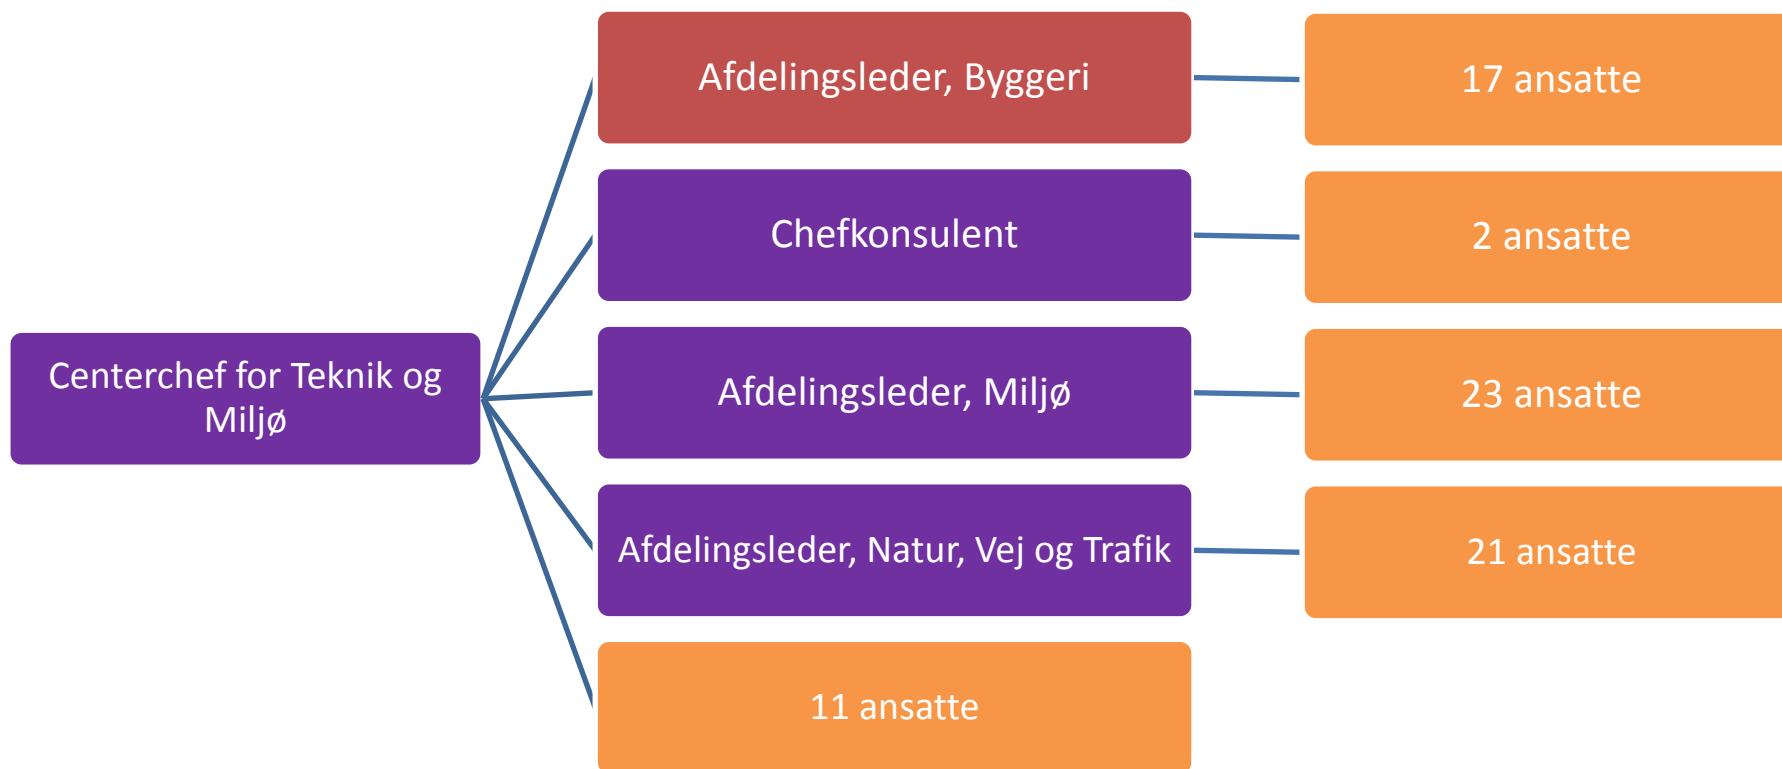 Afdelingsleder, Byggeri
17 ansatte
Chefkonsulent
2 ansatte
Centerchef for Teknik og
Miljø
Afdelingsleder, Miljø
23 ansatte
Afdelingsleder, Natur, Vej og Trafik
21 ansatte
11 ansatte